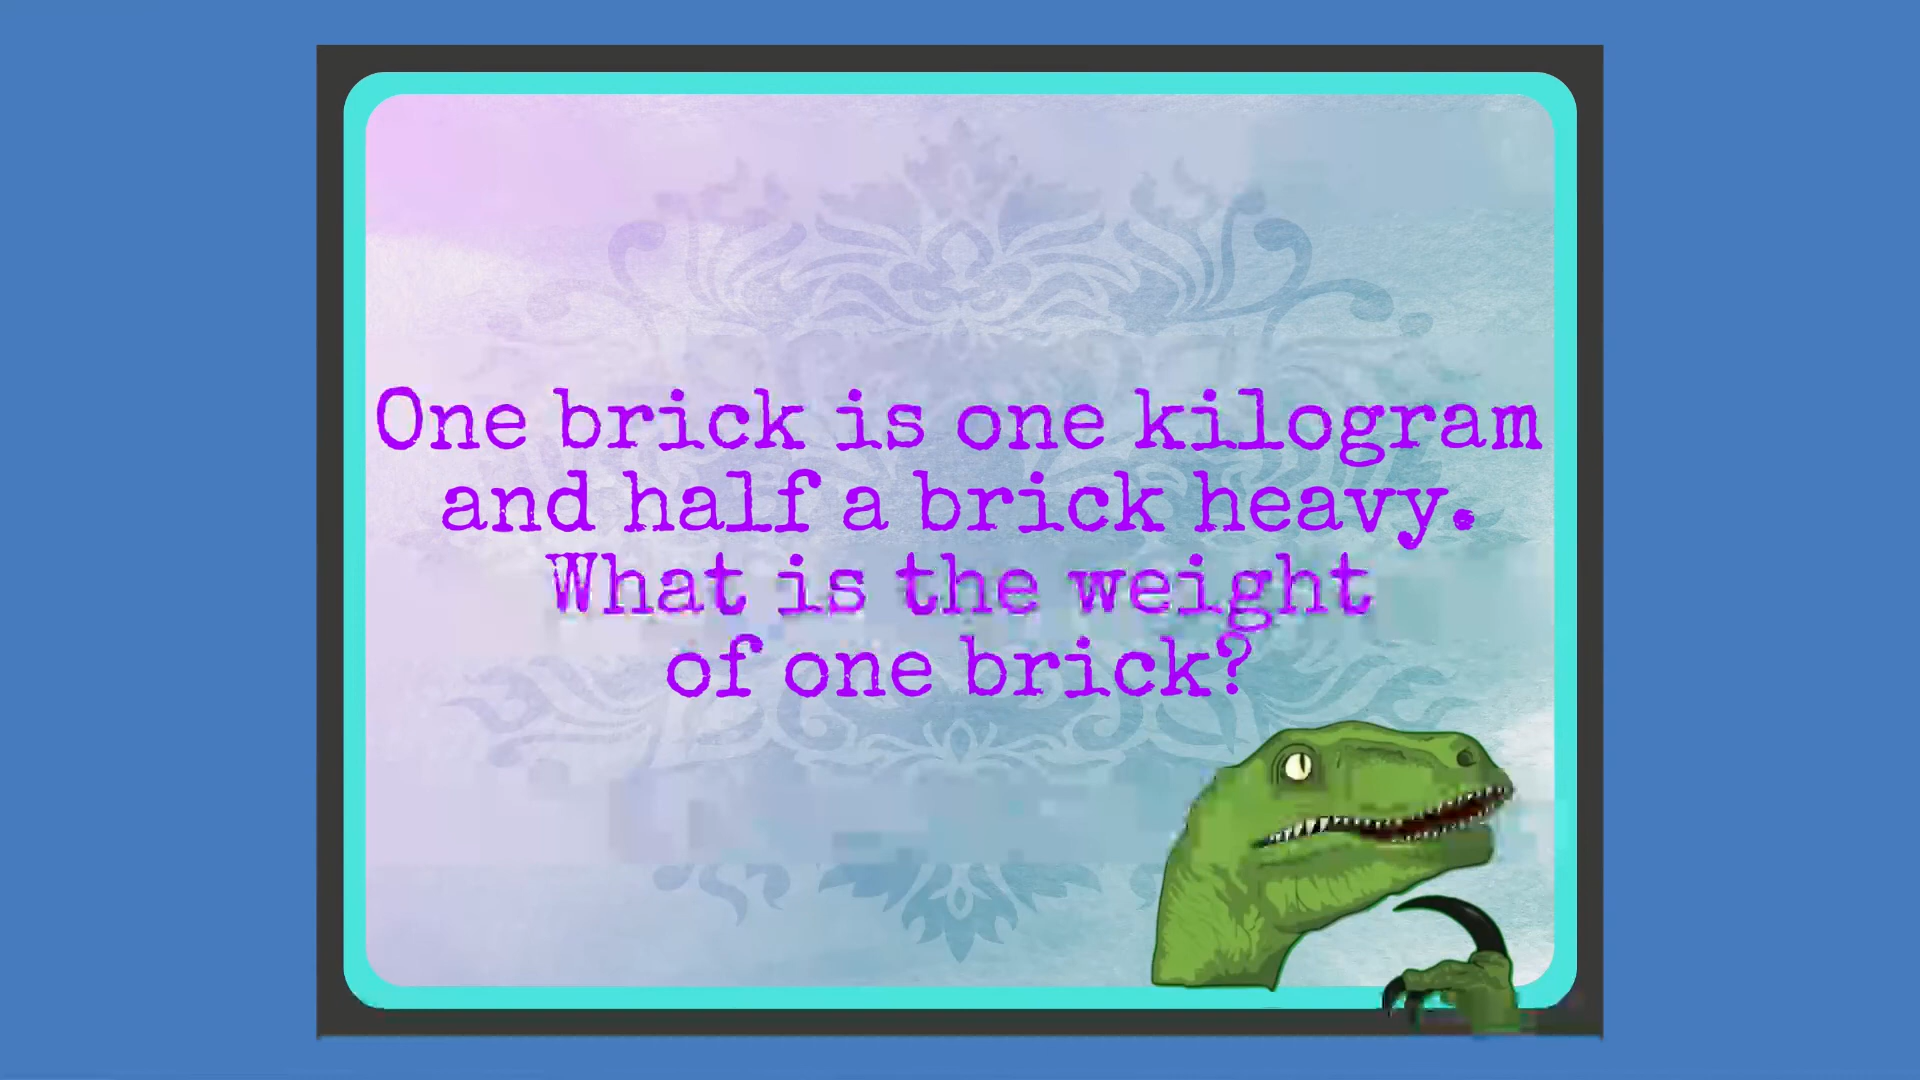 One brick is one kilogram
and half a brick heavy.
What is the weight
of one brick?